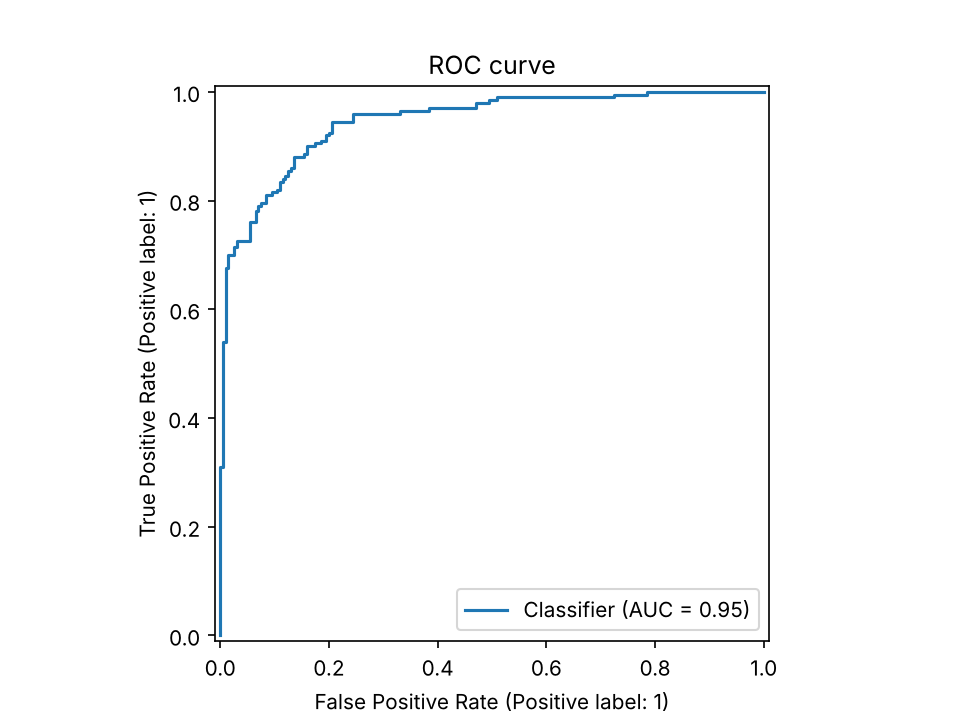 ROC curve
1.0
0.8
0.6
0.4
0.2
0.0
True Positive Rate (Positive label: 1)
Classifier (AUC = 0.95)
0.0 0.2 0.4 0.6 0.8 1.0
False Positive Rate (Positive label: 1)